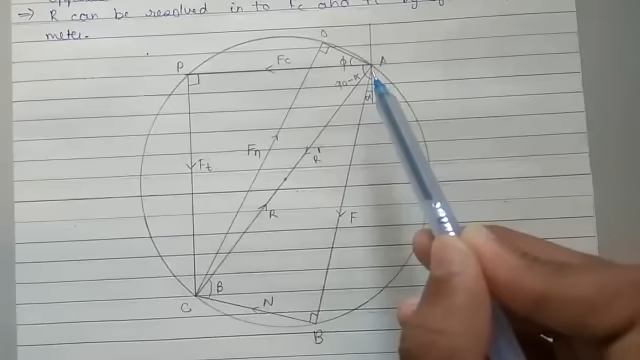 ⇒ R can be resolved in to Fc and Ft by
meter.
D
P
Fc
φ
A
90-α
α
Fn
R'
Ft
R
F
B
C
N
B